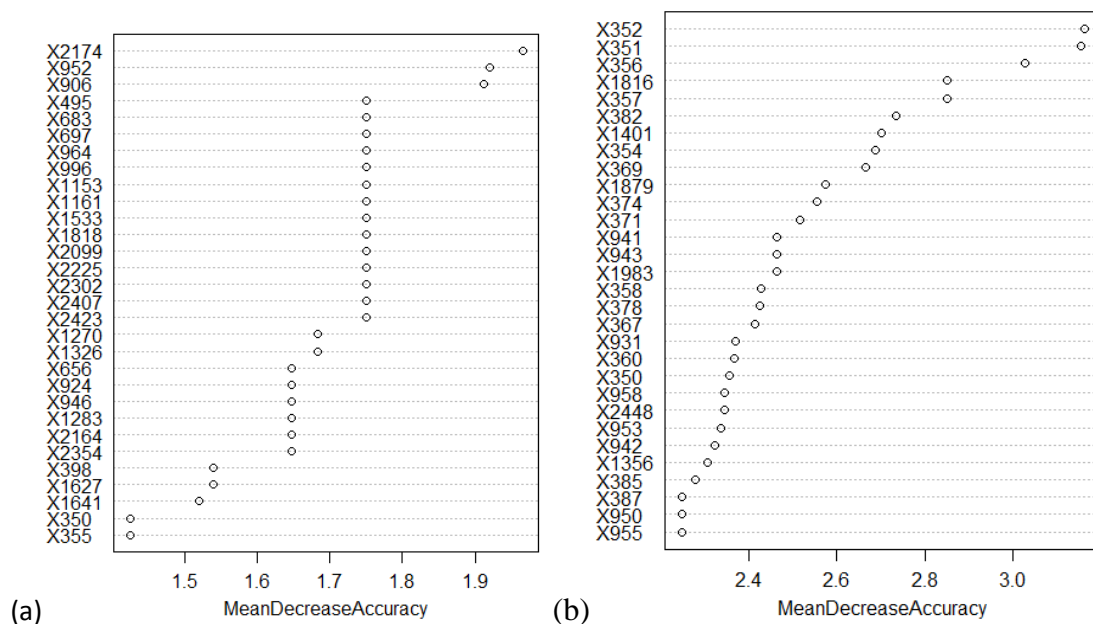 X2174
X952
X906
X495
X683
X697
X964
X996
X1153
X1161
X1533
X1818
X2099
X2225
X2302
X2407
X2423
X1270
X1326
X656
X924
X946
X1283
X2164
X2354
X398
X1627
X1641
X350
X355
1.5 1.6 1.7 1.8 1.9
MeanDecreaseAccuracy
(a)
X352
X351
X356
X1816
X357
X382
X1401
X354
X369
X1879
X374
X371
X941
X943
X1983
X358
X378
X367
X931
X360
X350
X958
X2448
X953
X942
X1356
X385
X387
X950
X955
2.4 2.6 2.8 3.0
MeanDecreaseAccuracy
(b)